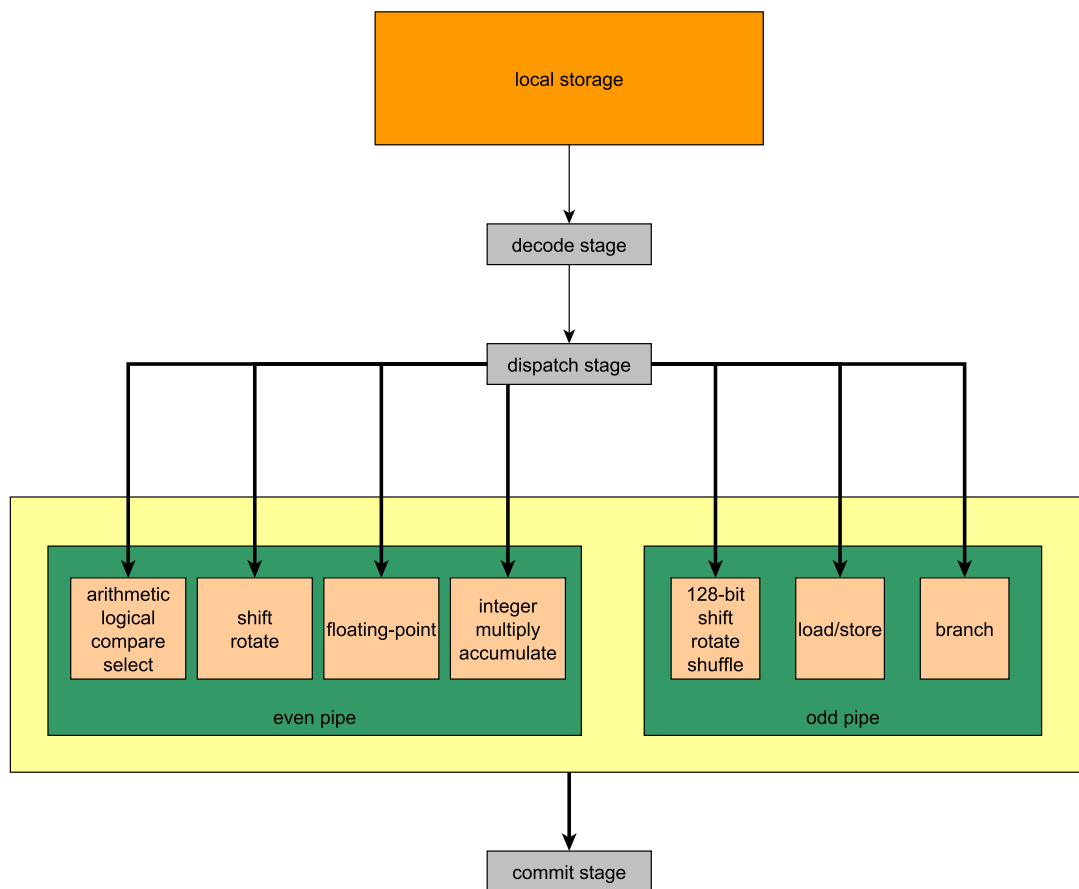 local storage
decode stage
dispatch stage
arithmetic
logical
compare
select
shift
rotate
floating-point
integer
multiply
accumulate
128-bit
shift
rotate
shuffle
load/store
branch
even pipe
odd pipe
commit stage